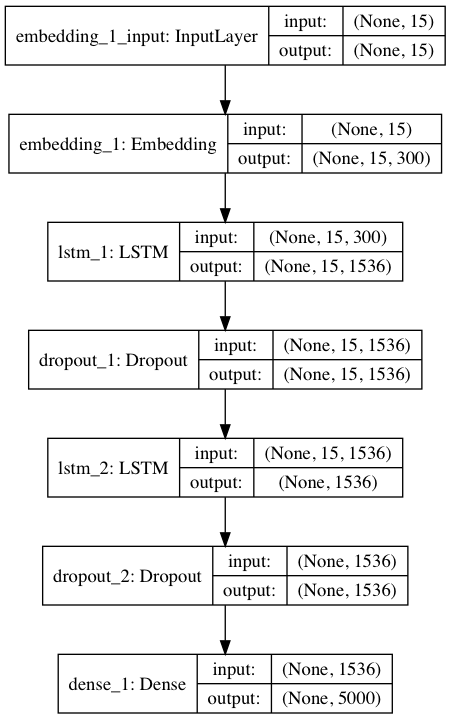 embedding_1_input: InputLayer
input: (None, 15)
output: (None, 15)
embedding_1: Embedding
input: (None, 15)
output: (None, 15, 300)
lstm_1: LSTM
input: (None, 15, 300)
output: (None, 15, 1536)
dropout_1: Dropout
input: (None, 15, 1536)
output: (None, 15, 1536)
lstm_2: LSTM
input: (None, 15, 1536)
output: (None, 1536)
dropout_2: Dropout
input: (None, 1536)
output: (None, 1536)
dense_1: Dense
input: (None, 1536)
output: (None, 5000)